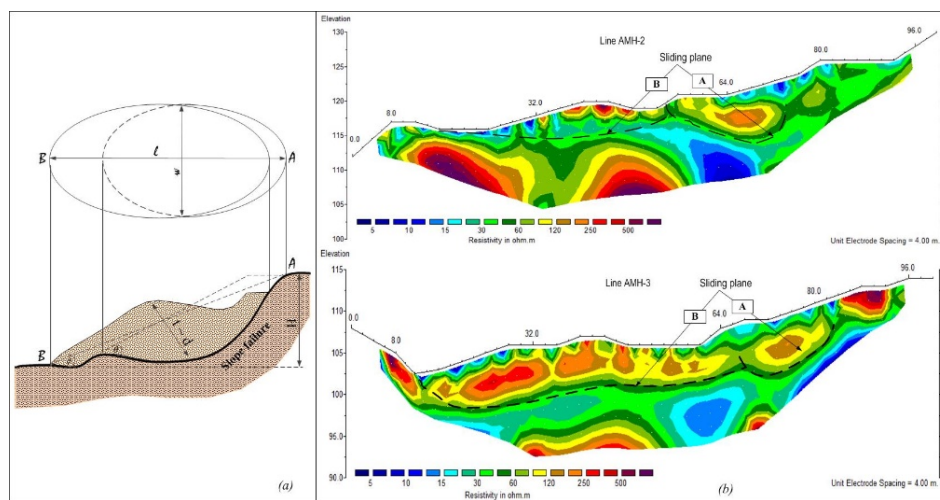 B
l
A
w
A
H
d
Slope failure
B
(a)
Elevation
130
125
120
115
110
105
100
Line AMH-2
Sliding plane
B
A
0.0
8.0
32.0
64.0
80.0
96.0
5 10 15 30 60 120 250 500
Resistivity in ohm.m
Unit Electrode Spacing = 4.00 m.
Elevation
115
110
105
100
95.0
90.0
Line AMH-3
Sliding plane
B
A
0.0
8.0
32.0
64.0
80.0
96.0
5 10 15 30 60 120 250 500
Resistivity in ohm.m
(b)
Unit Electrode Spacing = 4.00 m.